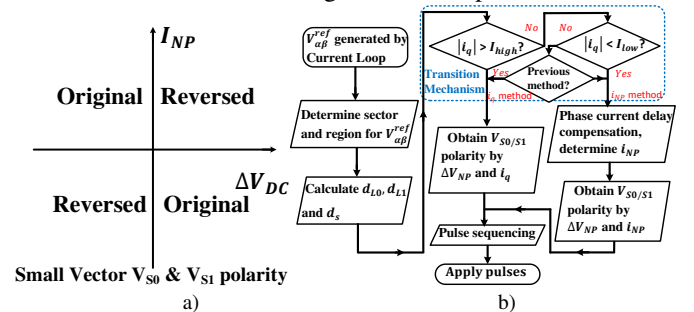 I_NP
Original
Reversed
ΔV_DC
Reversed
Original
Small Vector V_S0 & V_S1 polarity
a)
V_αβ^ref generated by
Current Loop
Determine sector
and region for V_αβ^ref
Calculate d_L0, d_L1
and d_s
|i_q| > I_high?
No
No
|i_q| < I_low?
Transition
Mechanism
Yes
Previous
method?
Yes
i_q method
i_NP method
Obtain V_S0/S1
polarity by
ΔV_NP and i_q
Phase current delay
compensation,
determine i_NP
Obtain V_S0/S1
polarity by
ΔV_NP and i_NP
Pulse sequencing
Apply pulses
b)